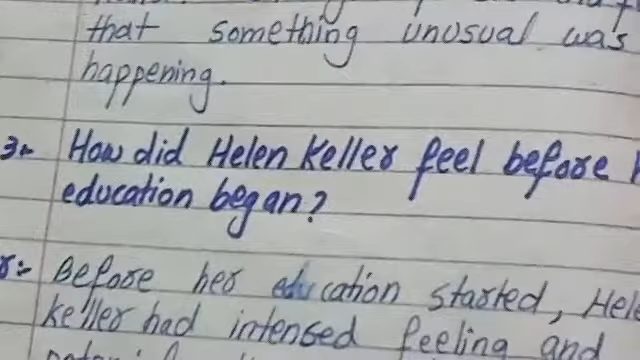 that something unusual was
happening.
3. How did Helen Keller feel before
education began?
Before her education started, Hele
Keller had intensed feeling and